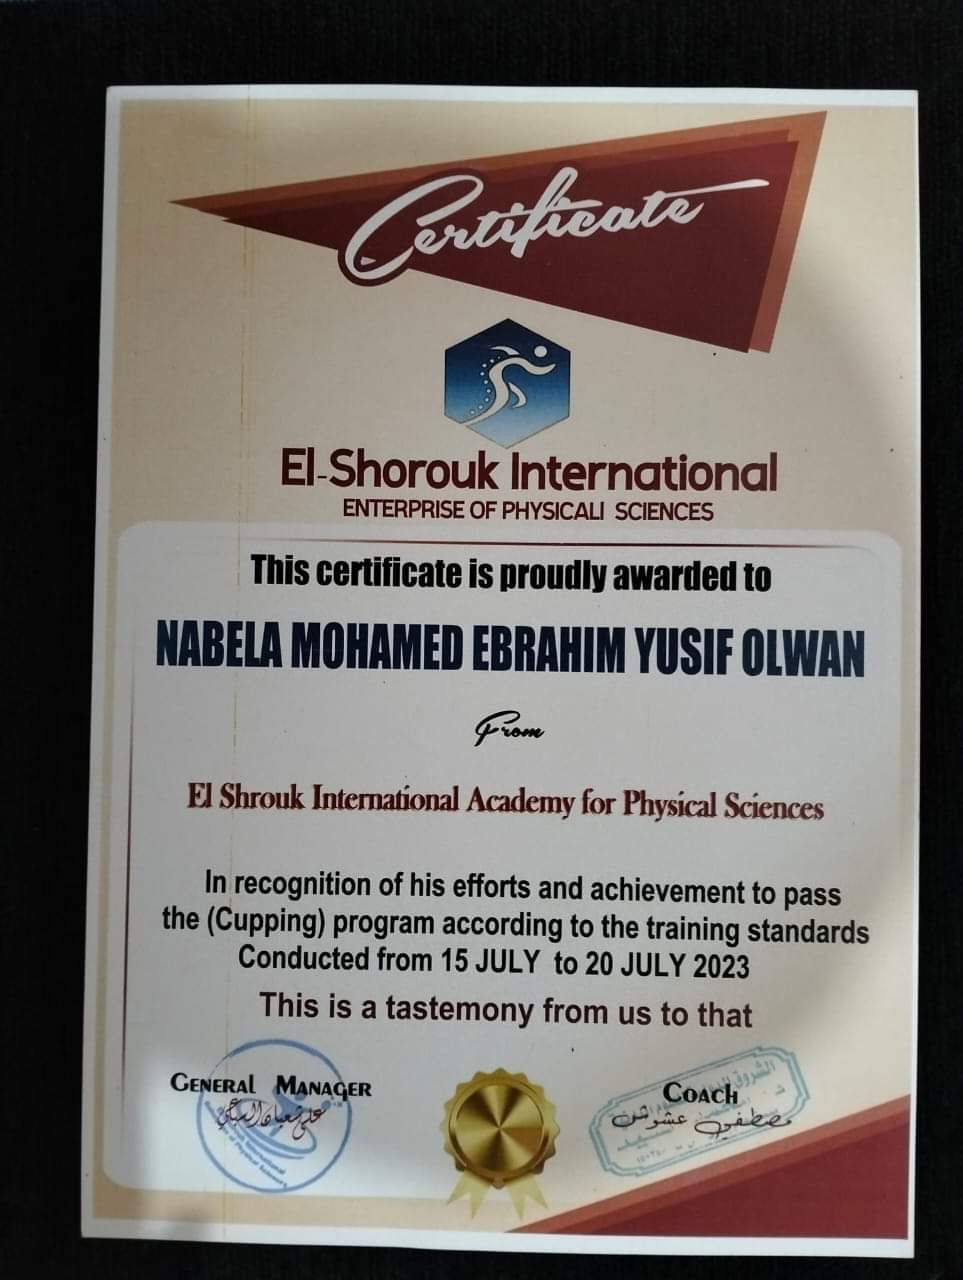 Certificate
El-Shorouk International
ENTERPRISE OF PHYSICALI SCIENCES
This certificate is proudly awarded to
NABELA MOHAMED EBRAHIM YUSIF OLWAN
From
El Shrouk International Academy for Physical Sciences
In recognition of his efforts and achievement to pass
the (Cupping) program according to the training standards
Conducted from 15 JULY to 20 JULY 2023
This is a tastemony from us to that
GENERAL MANAGER
COACH
مصطفى عشوش